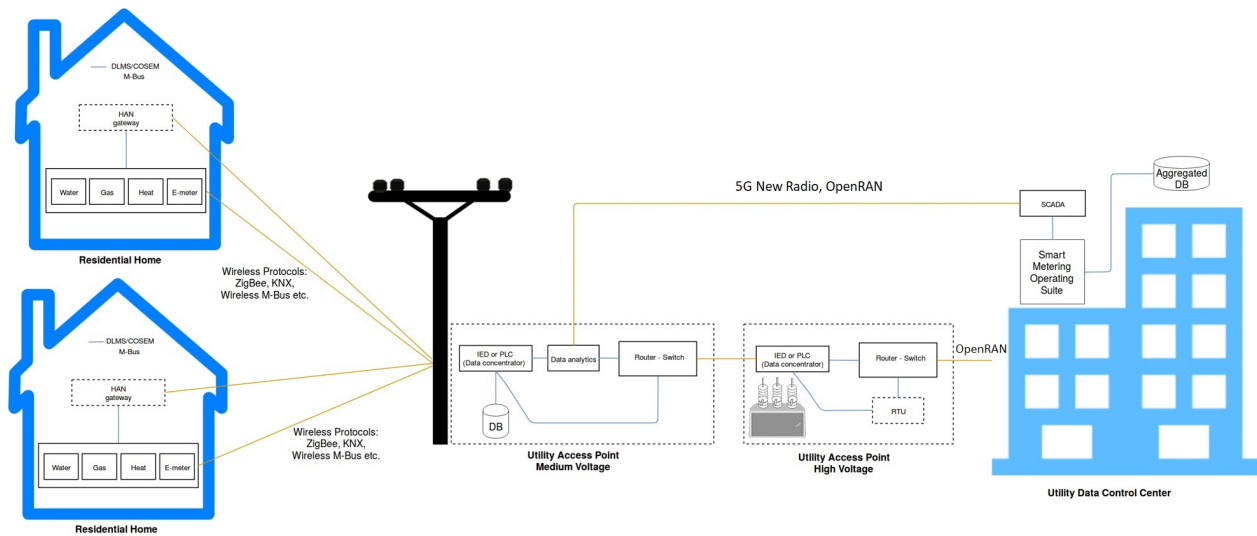 DLMS/COSEM
M-Bus
HAN
gateway
Water
Gas
Heat
E-meter
Residential Home
Wireless Protocols:
ZigBee, KNX,
Wireless M-Bus etc.
DLMS/COSEM
M-Bus
HAN
gateway
Water
Gas
Heat
E-meter
Residential Home
Wireless Protocols:
ZigBee, KNX,
Wireless M-Bus etc.
IED or PLC
(Data concentrator)
Data analytics
Router - Switch
DB
Utility Access Point
Medium Voltage
5G New Radio, OpenRAN
IED or PLC
(Data concentrator)
Router - Switch
RTU
Utility Access Point
High Voltage
OpenRAN
SCADA
Smart
Metering
Operating
Suite
Aggregated
DB
Utility Data Control Center